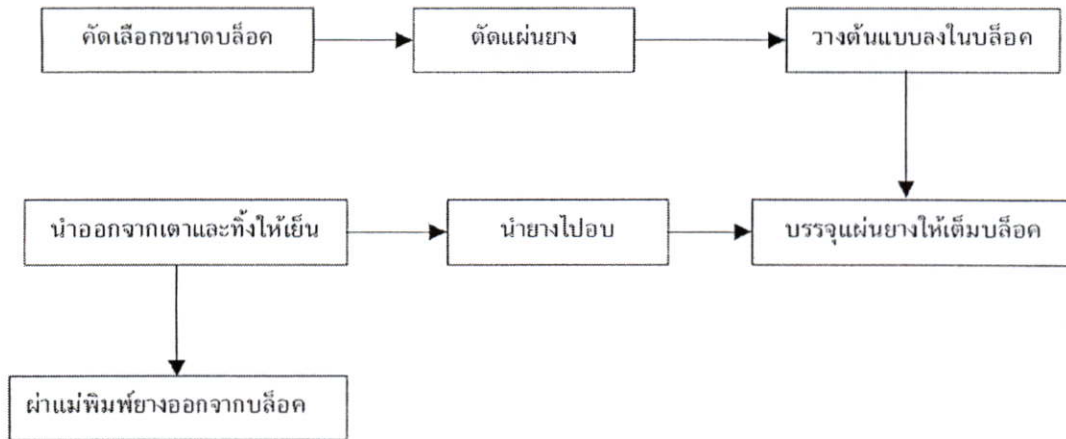 คัดเลือกขนาดบล็อค
ตัดแผ่นยาง
วางต้นแบบลงในบล็อค
นำออกจากเตาและทิ้งให้เย็น
นำยางไปอบ
บรรจุแผ่นยางให้เต็มบล็อค
ผ่าแม่พิมพ์ยางออกจากบล็อค